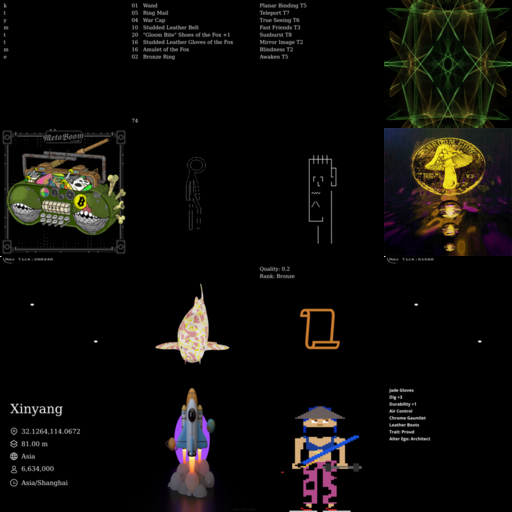 k
t
y
m
t
t
m
e
01 Wand
05 Ring Mail
04 War Cap
10 Studded Leather Belt
20 "Gloom Bite" Shoes of the Fox +1
16 Studded Leather Gloves of the Fox
16 Amulet of the Fox
02 Bronze Ring
74
Planar Binding T5
Teleport T7
True Seeing T6
Fast Friends T3
Sunburst T8
Mirror Image T2
Blindness T2
Awaken T5
MetaBoom
Quality: 0.2
Rank: Bronze
Xinyang
32.1264,114.0672
81.00 m
Asia
6,634,000
Asia/Shanghai
Jade Gloves
Dig +3
Durability +1
Air Control
Chrome Gauntlet
Leather Boots
Trait: Proud
Alter Ego: Architect